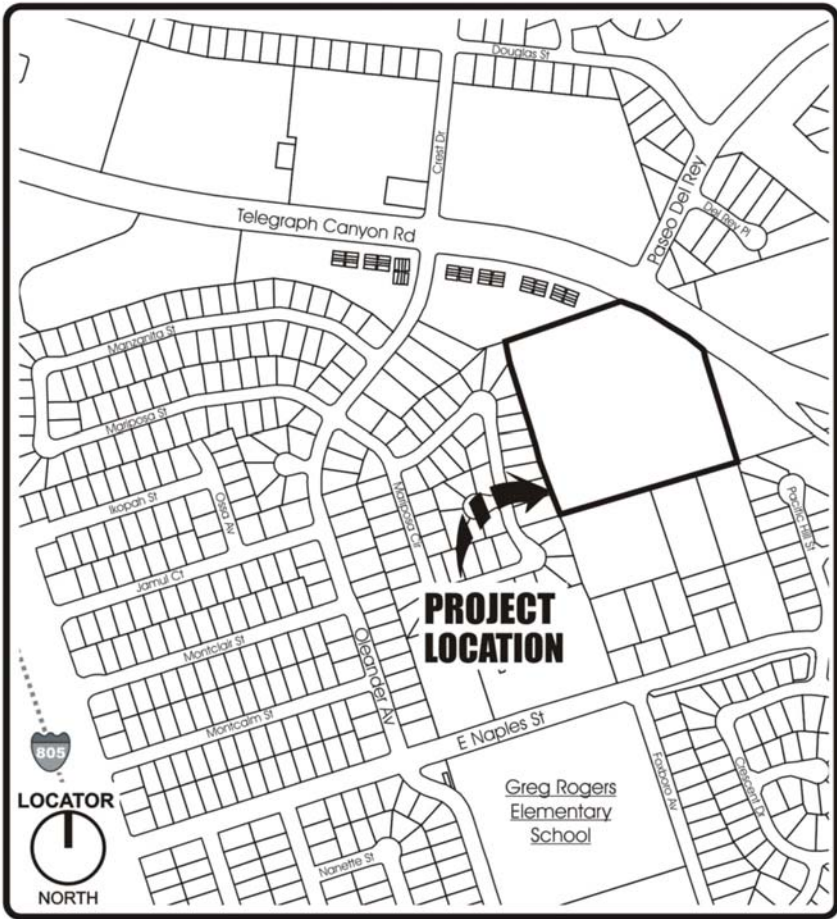 Douglas St
Crest Dr
Paseo Del Rey
Del Rey Pl
Telegraph Canyon Rd
Manzanita St
Mariposa St
Ikopah St
Ossa Av
Mariposa Cir
Pacific Hill St
Jamul Ct
PROJECT
LOCATION
Montclair St
Oleander Av
Montcalm St
E Naples St
805
Foxboro Av
Crescent Dr
Greg Rogers
Elementary
School
LOCATOR
Nanette St
NORTH